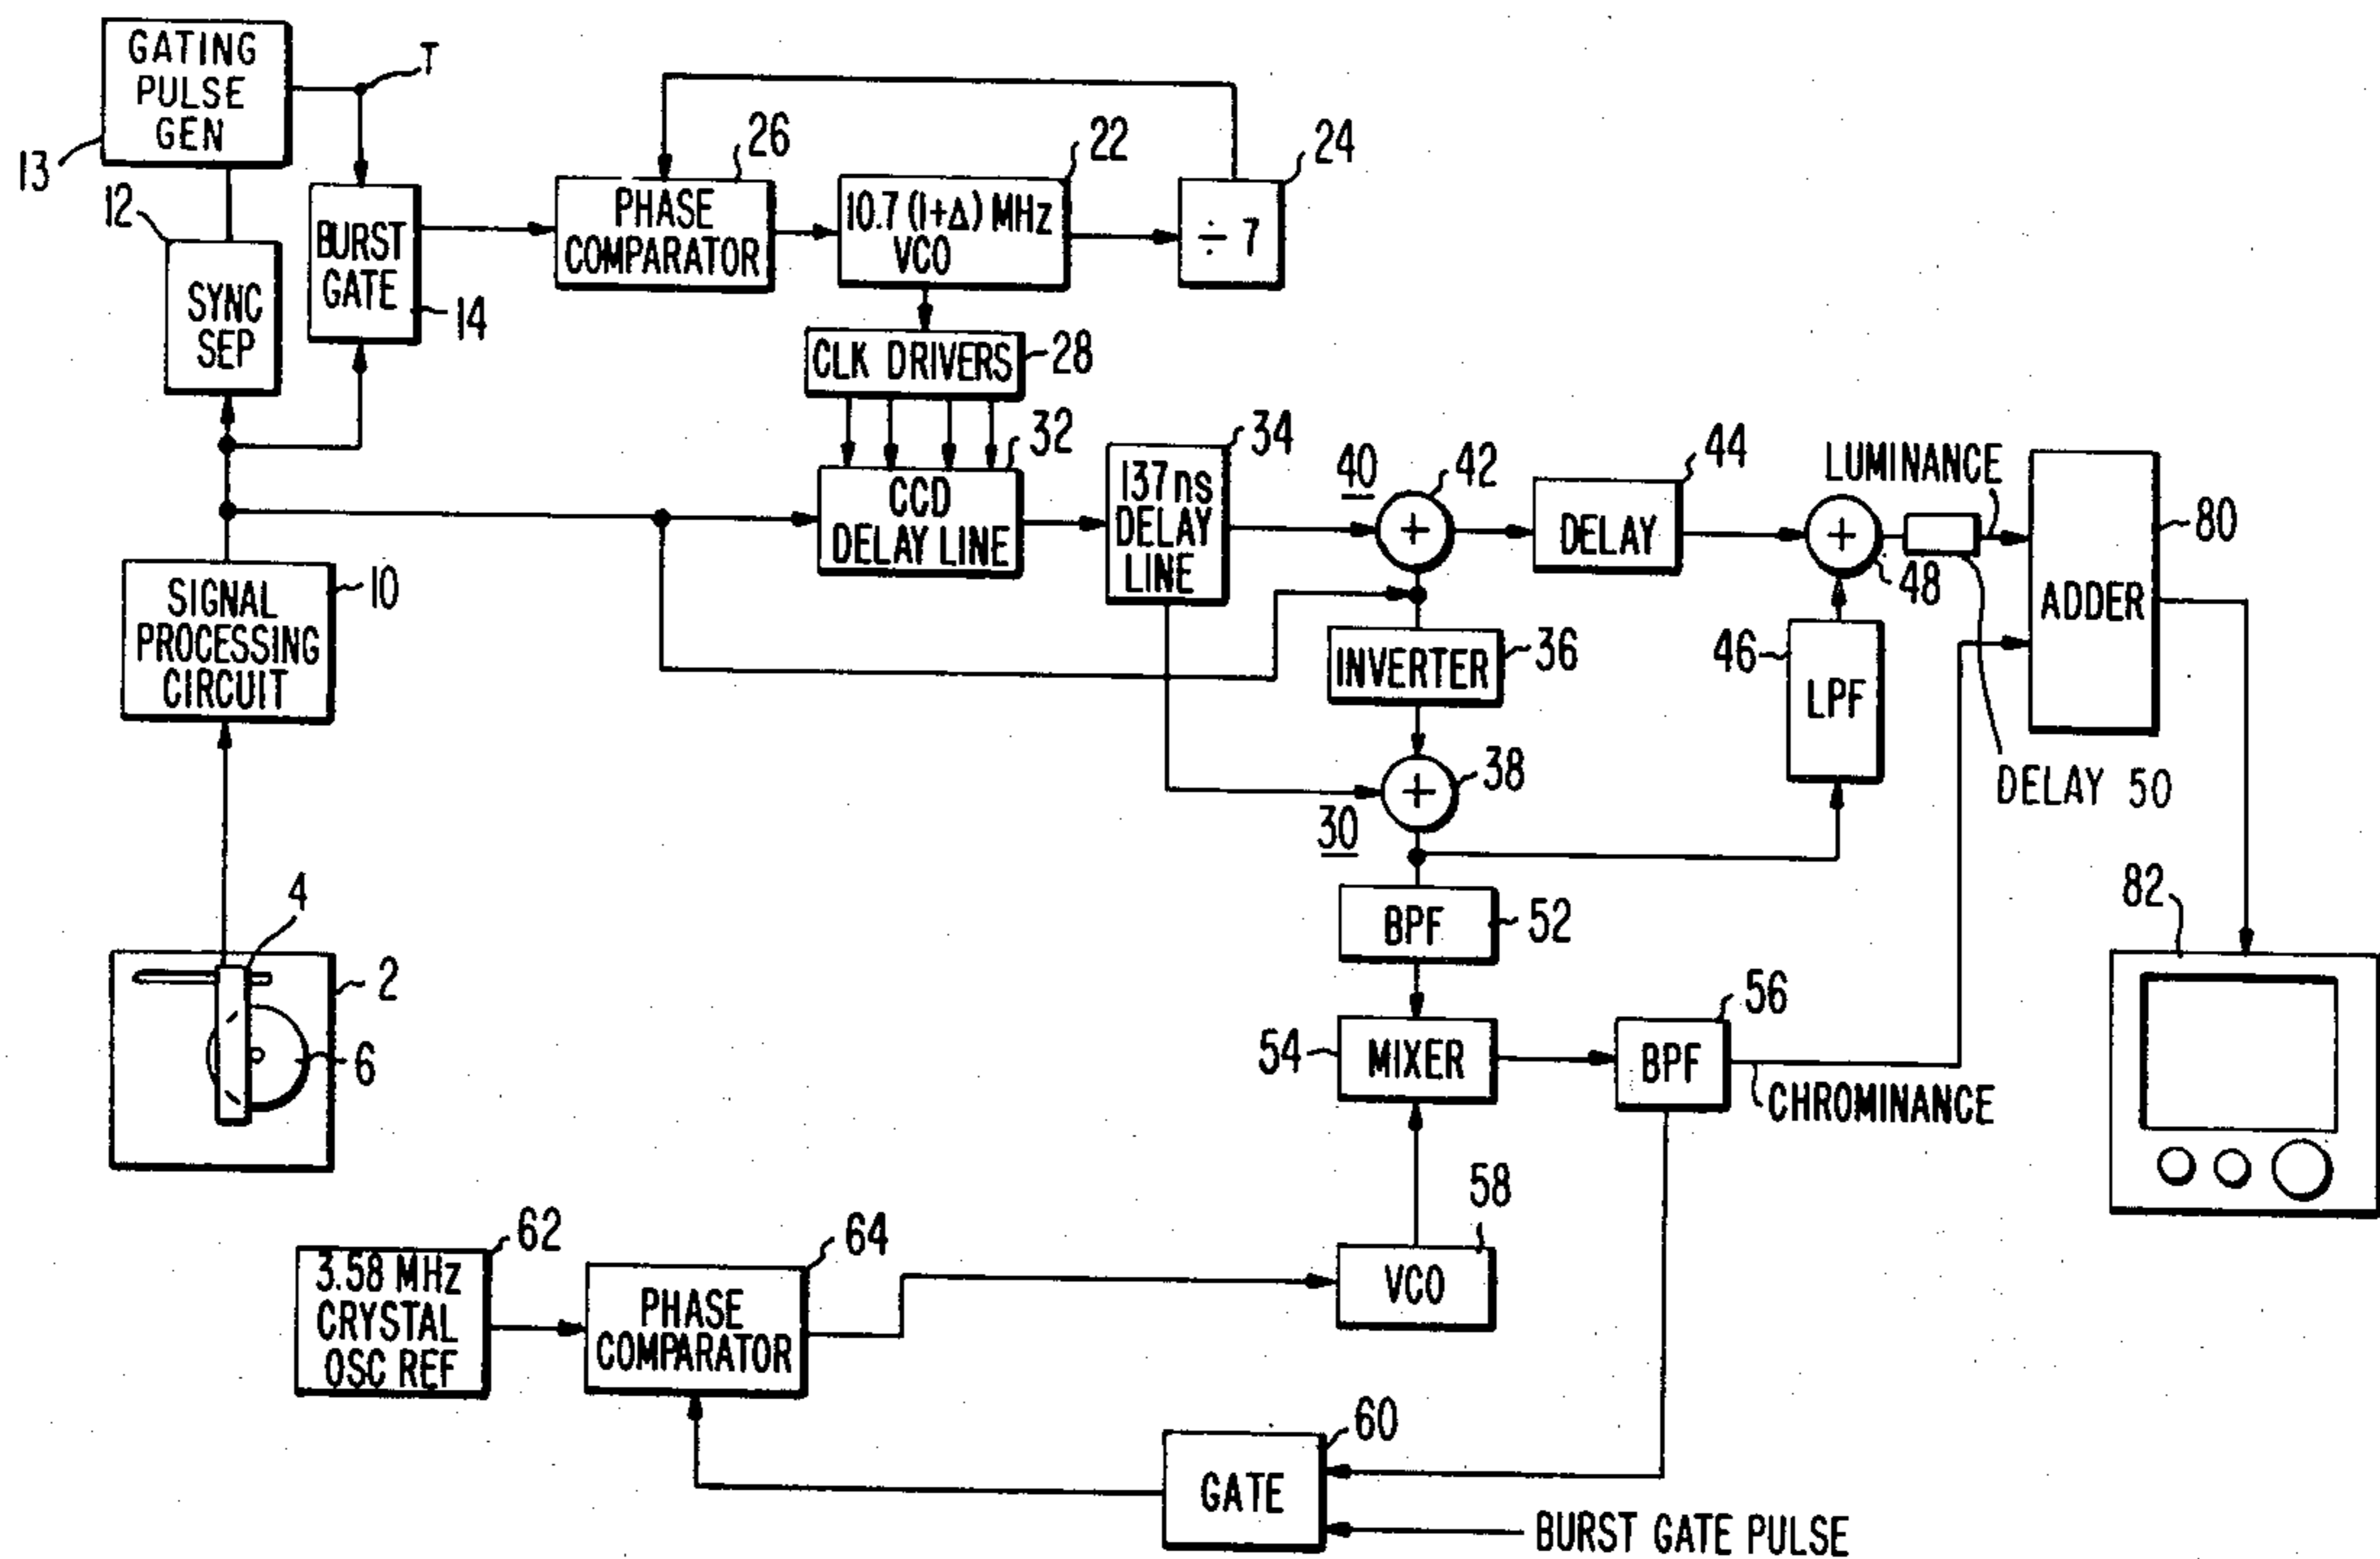 GATING
PULSE
GEN
T
13
12
SYNC
SEP
BURST
GATE
14
26
PHASE
COMPARATOR
22
10.7 (1+Δ) MHz
VCO
24
÷ 7
CLK DRIVERS
28
32
CCD
DELAY LINE
34
137 ns
DELAY
LINE
40
42
+
44
DELAY
LUMINANCE
+
48
80
ADDER
SIGNAL
PROCESSING
CIRCUIT
10
INVERTER
36
46
LPF
DELAY 50
+
38
30
4
2
6
BPF
52
82
54
MIXER
56
BPF
CHROMINANCE
58
VCO
62
3.58 MHz
CRYSTAL
OSC REF
64
PHASE
COMPARATOR
60
GATE
BURST GATE PULSE